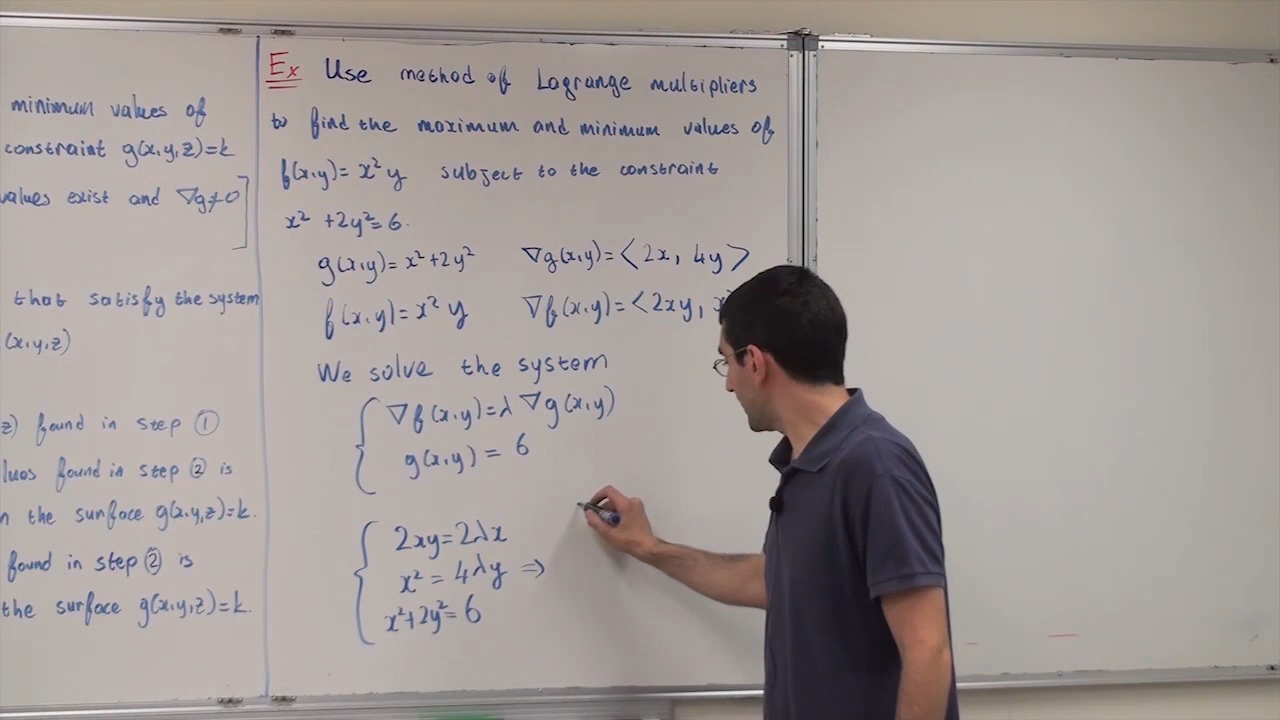 minimum values of
constraint g(x,y,z)=k
values exist and ∇g≠0]
that satisfy the system
(x,y,z)
z) found in step ①
lues found in step ② is
n the surface g(x,y,z)=k.
found in step ② is
the surface g(x,y,z)=k.
Ex Use method of Lagrange multipliers
to find the maximum and minimum values of
f(x,y)= x² y subject to the constraint
x² +2y²=6.
g(x,y)= x²+2y² ∇g(x,y)=<2x, 4y>
f(x,y)= x² y ∇f(x,y)=<2xy,
We solve the system
{ ∇f(x,y)=λ ∇g(x,y)
g(x,y) = 6
{ 2xy=2λx
x² = 4λy ⇒
x²+2y²= 6